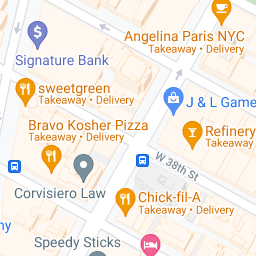 Angelina Paris NYC
Takeaway • Delivery
Signature Bank
sweetgreen
Takeaway • Delivery
J & L Game
Bravo Kosher Pizza
Takeaway • Delivery
Refinery
Takeaway
W 38th St
Corvisiero Law
Chick-fil-A
Takeaway • Delivery
ny
Speedy Sticks